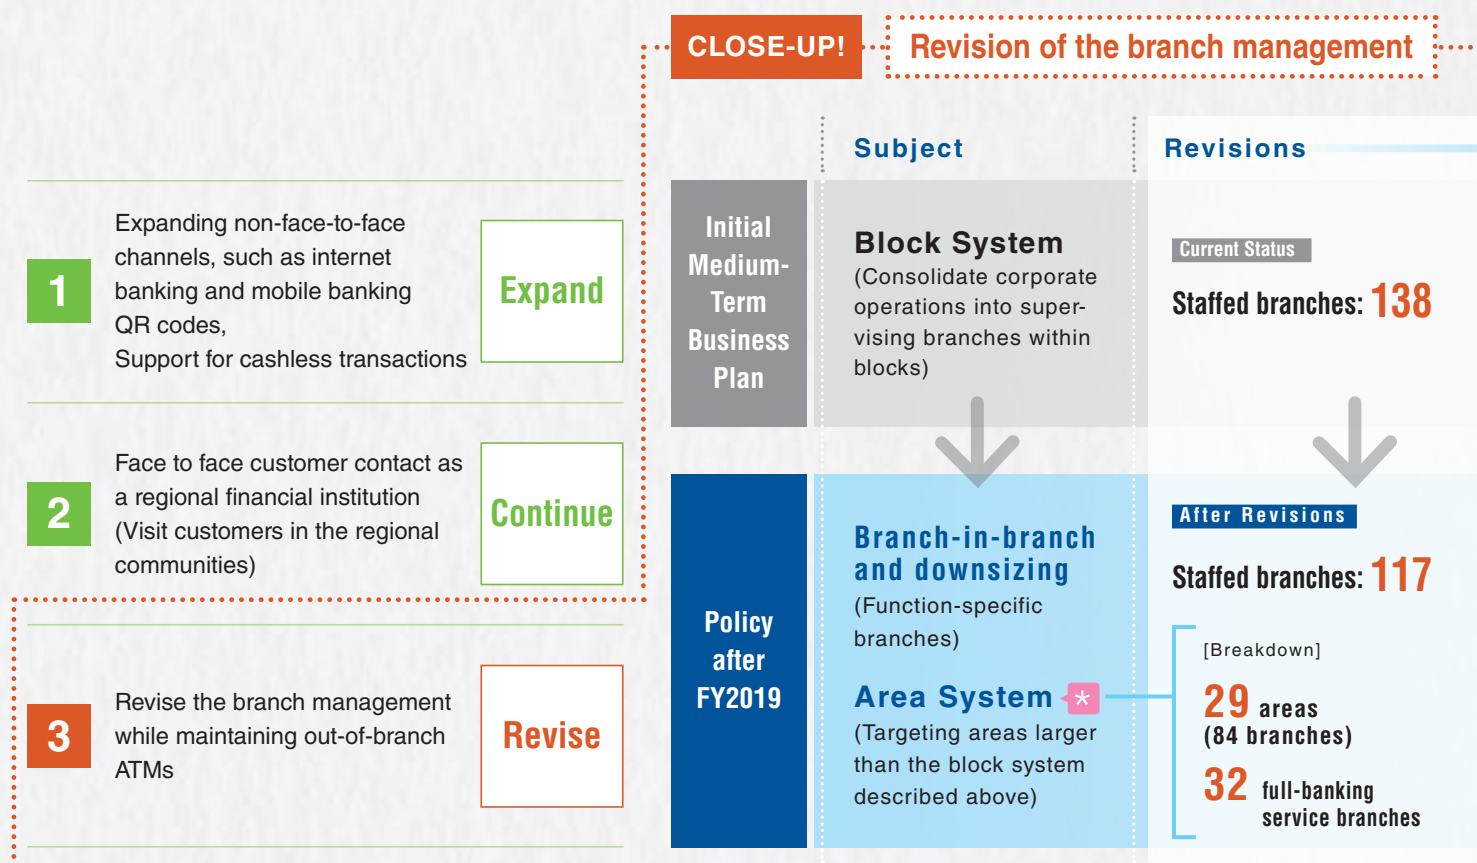 1
Expanding non-face-to-face
channels, such as internet
banking and mobile banking
QR codes,
Support for cashless transactions
Expand
2
Face to face customer contact as
a regional financial institution
(Visit customers in the regional
communities)
Continue
3
Revise the branch management
while maintaining out-of-branch
ATMs
Revise
CLOSE-UP!
Revision of the branch management
Subject
Revisions
Initial
Medium-
Term
Business
Plan
Block System
(Consolidate corporate
operations into super-
vising branches within
blocks)
Current Status
Staffed branches: 138
Policy
after
FY2019
Branch-in-branch
and downsizing
(Function-specific
branches)
Area System *
(Targeting areas larger
than the block system
described above)
After Revisions
Staffed branches: 117
[Breakdown]
29 areas
(84 branches)
32 full-banking
service branches